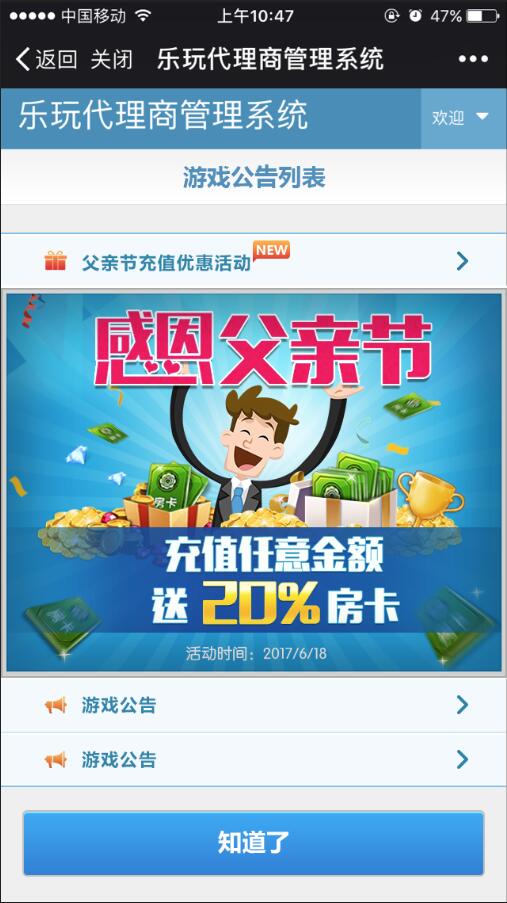 中国移动 上午10:47 47%
返回 关闭 乐玩代理商管理系统
乐玩代理商管理系统 欢迎
游戏公告列表
父亲节充值优惠活动 NEW
感恩父亲节
房卡
充值任意金额
送20%房卡
活动时间：2017/6/18
游戏公告
游戏公告
知道了